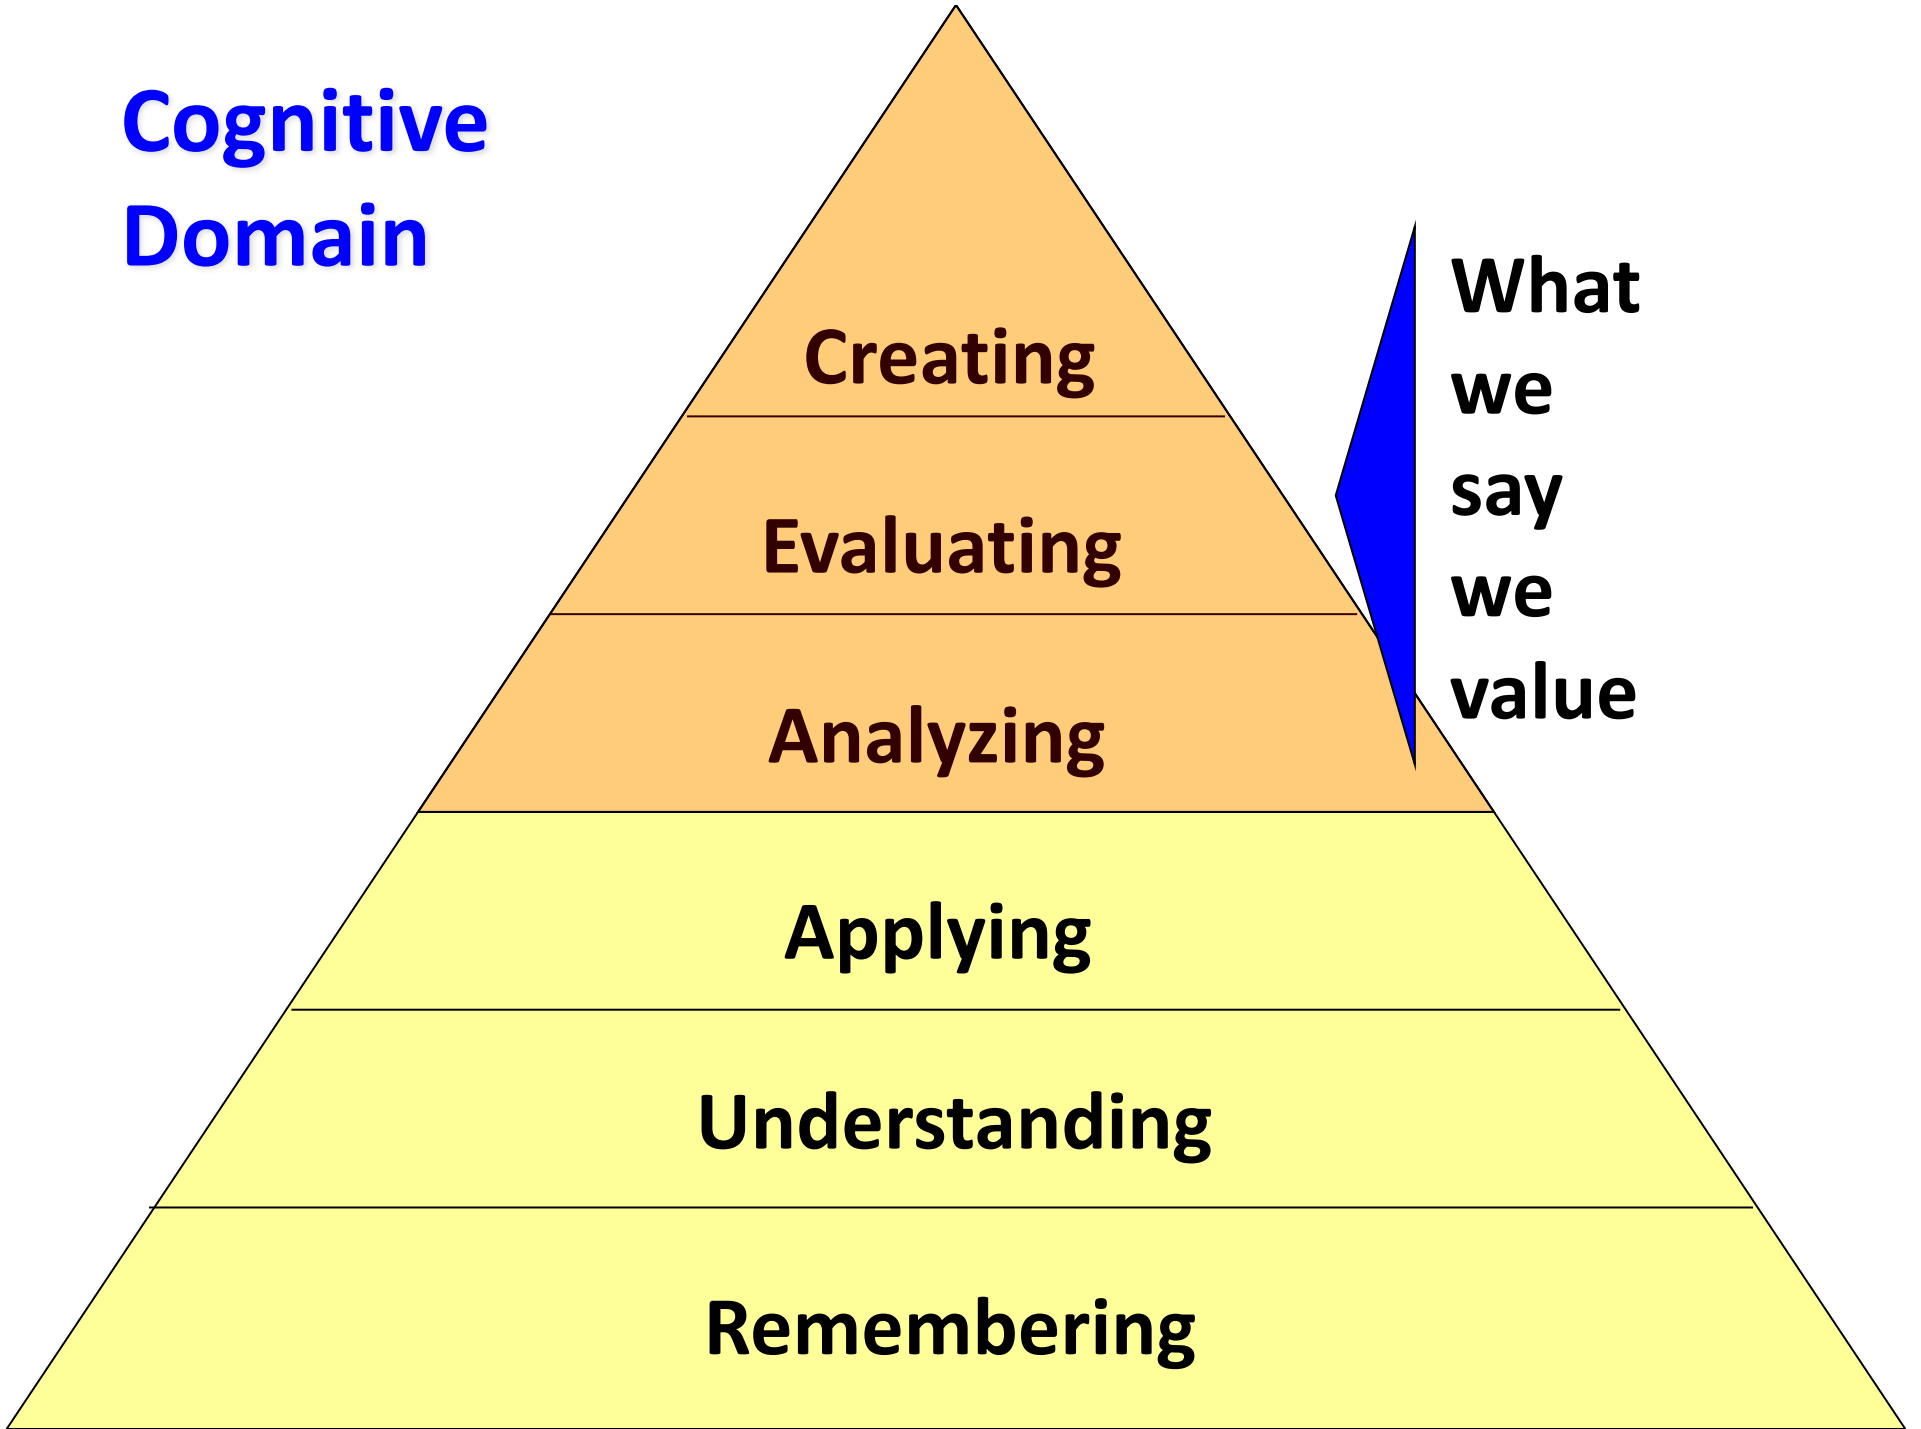 Cognitive
Domain
Creating
Evaluating
Analyzing
Applying
Understanding
Remembering
What
we
say
we
value